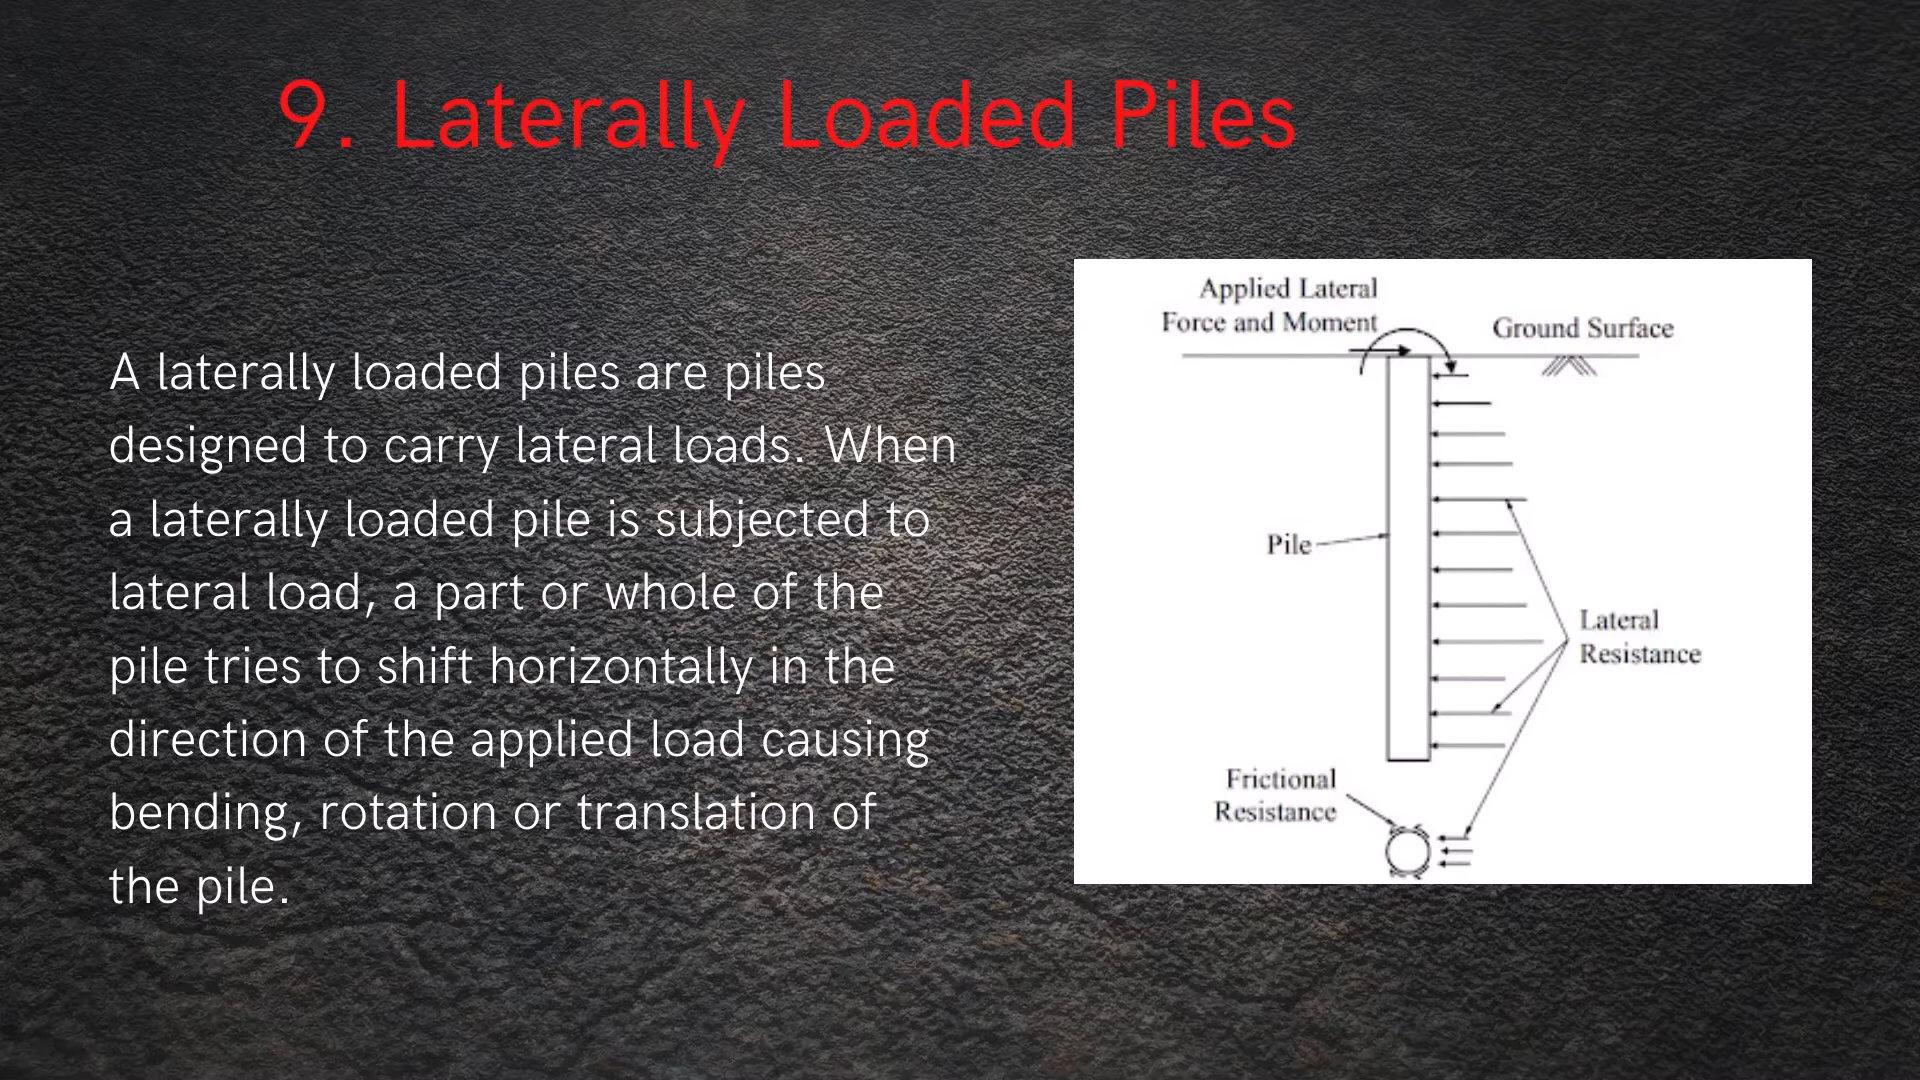 9. Laterally Loaded Piles
A laterally loaded piles are piles
designed to carry lateral loads. When
a laterally loaded pile is subjected to
lateral load, a part or whole of the
pile tries to shift horizontally in the
direction of the applied load causing
bending, rotation or translation of
the pile.
Applied Lateral
Force and Moment
Ground Surface
Pile
Lateral
Resistance
Frictional
Resistance